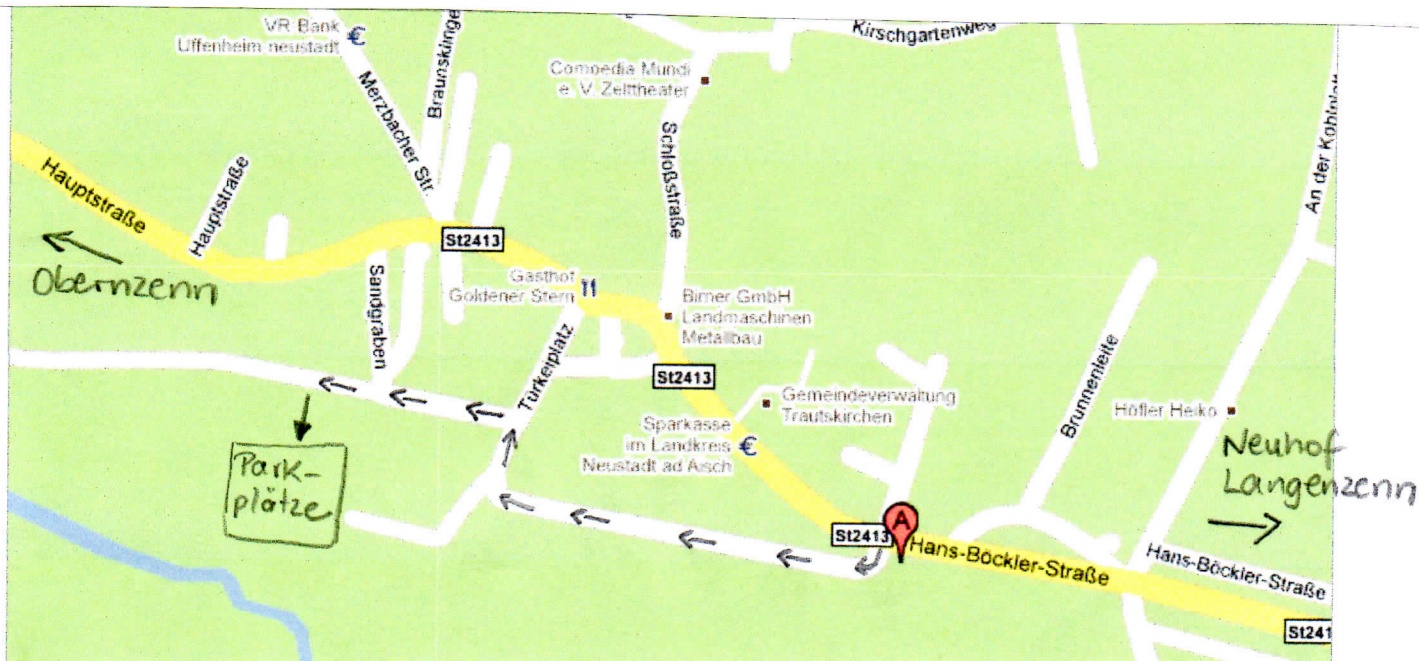 VR Bank
Uffenheim neustadt
€
Merzbacher Str.
Braunsklinge
Comoedia Mundi
e. V. Zelttheater
Kirschgartenweg
Schloßstraße
An der Kohlplatt
Hauptstraße
Hauptstraße
Obernzenn
St2413
Sandgraben
Gasthof
Goldener Stern
Türkeiplatz
Birner GmbH
Landmaschinen
Metallbau
St2413
Gemeindeverwaltung
Trautskirchen
Sparkasse
im Landkreis
Neustadt ad Aisch
€
Brunnenleite
Höfler Heiko
Neuhof
Langenzenn
Park-
plätze
St2413
A
Hans-Böckler-Straße
Hans-Böckler-Straße
St241